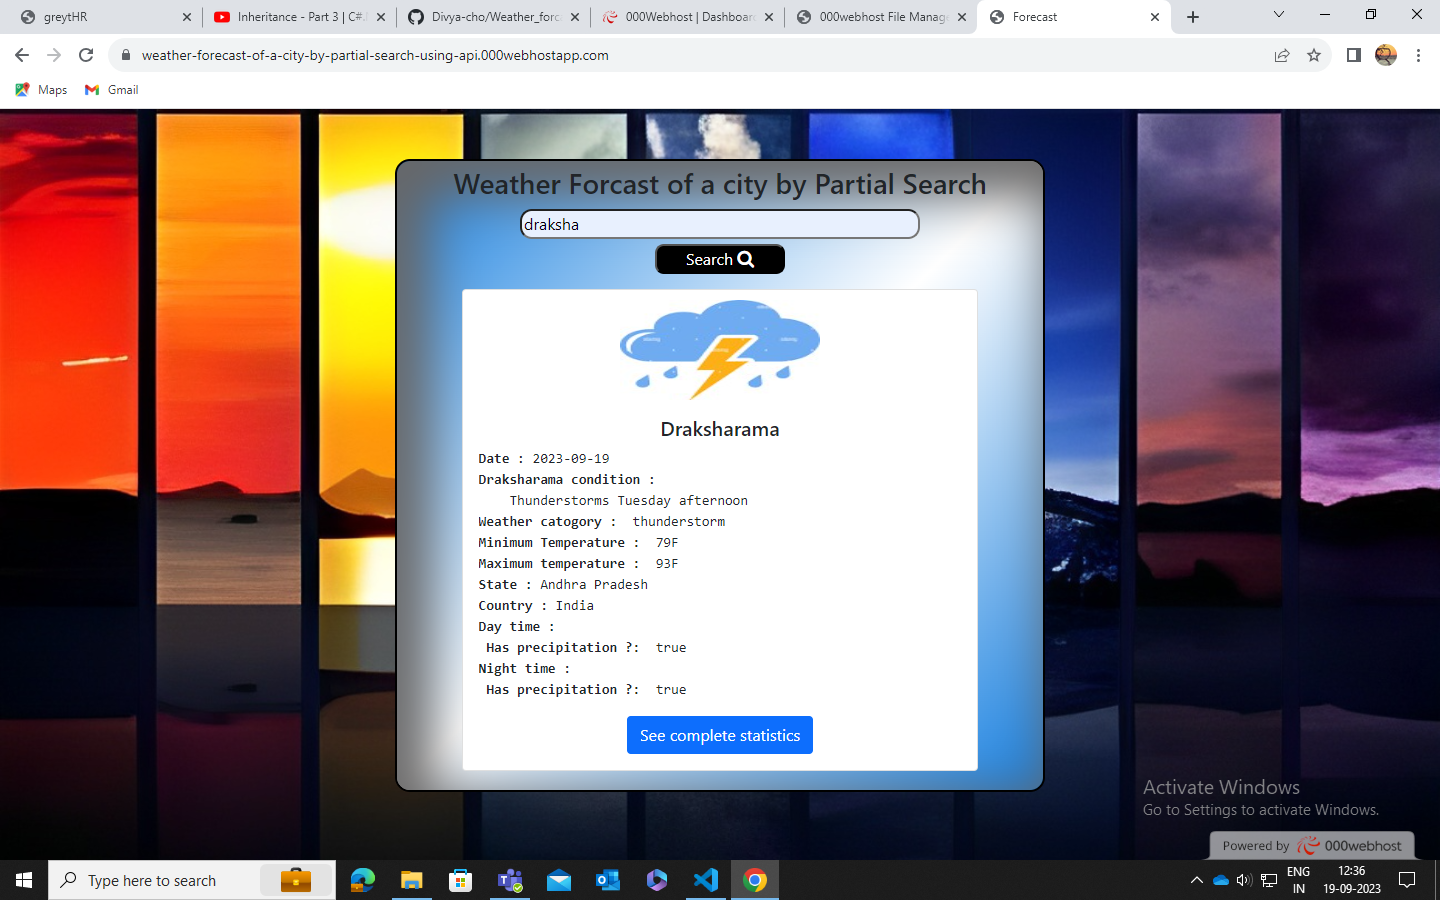 greytHR
Inheritance - Part 3 | C#.
Divya-cho/Weather_forc
000Webhost | Dashboar
000webhost File Manage
Forecast
weather-forecast-of-a-city-by-partial-search-using-api.000webhostapp.com
Maps
Gmail
Weather Forcast of a city by Partial Search
draksha
Search
Draksharama
Date : 2023-09-19
Draksharama condition :
Thunderstorms Tuesday afternoon
Weather catogory : thunderstorm
Minimum Temperature : 79F
Maximum temperature : 93F
State : Andhra Pradesh
Country : India
Day time :
Has precipitation ?: true
Night time :
Has precipitation ?: true
See complete statistics
Activate Windows
Go to Settings to activate Windows.
Powered by 000webhost
Type here to search
ENG
IN
12:36
19-09-2023